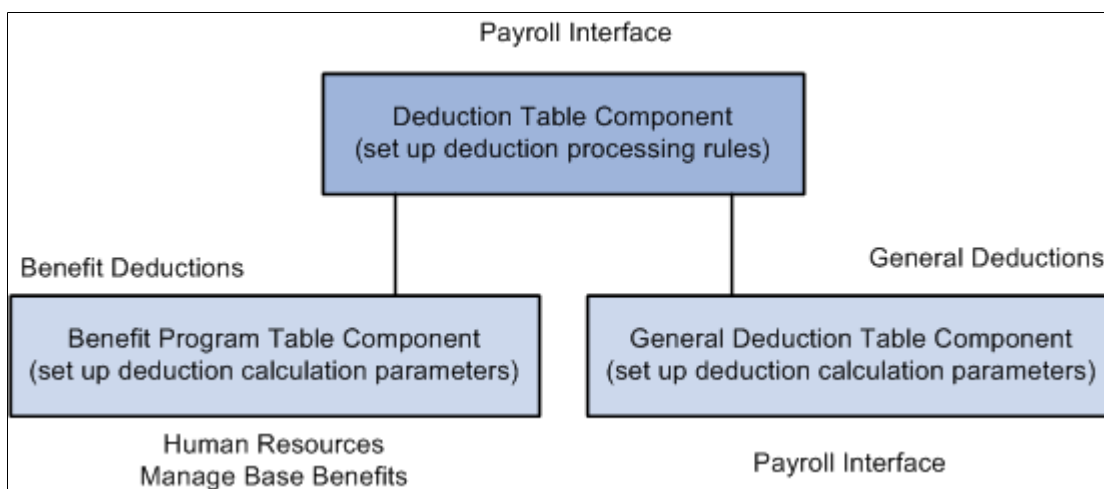 Payroll Interface
Deduction Table Component
(set up deduction processing rules)
Benefit Deductions
General Deductions
Benefit Program Table Component
(set up deduction calculation parameters)
General Deduction Table Component
(set up deduction calculation parameters)
Human Resources
Manage Base Benefits
Payroll Interface